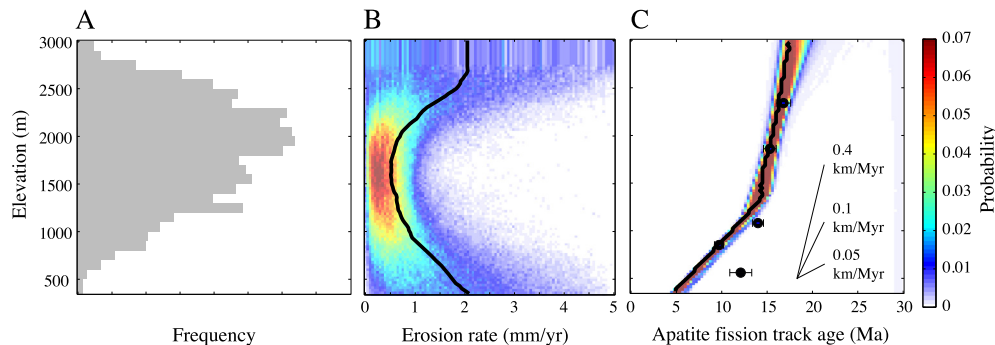 A
B
C
3000
2500
2000
1500
1000
500
Elevation (m)
Frequency
0
1
2
3
4
5
Erosion rate (mm/yr)
0.4
km/Myr
0.1
km/Myr
0.05
km/Myr
0
5
10
15
20
25
30
Apatite fission track age (Ma)
0.07
0.06
0.05
0.04
0.03
0.02
0.01
0
Probability